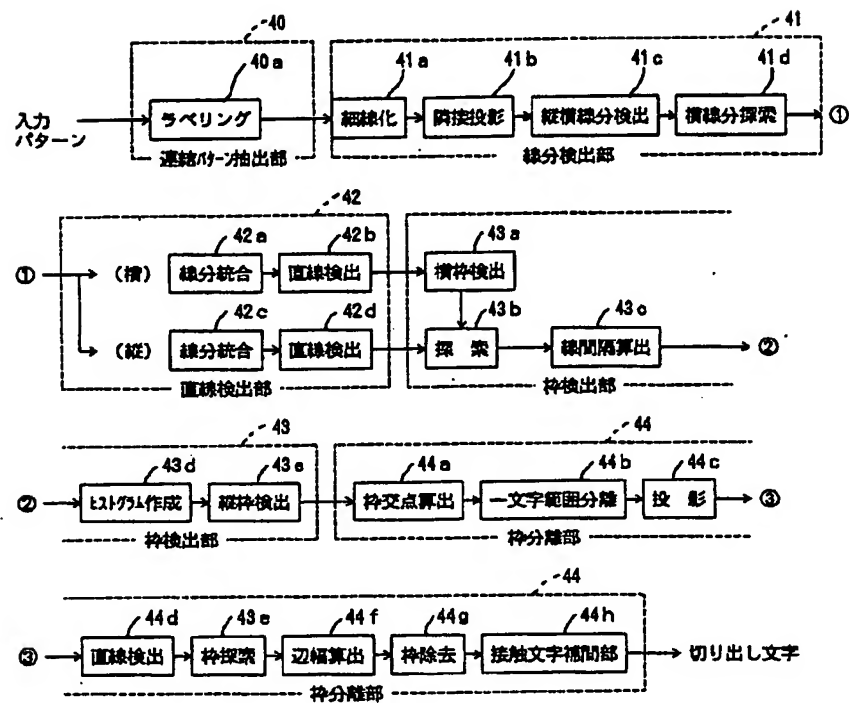 40
41
40a
41a
41b
41c
41d
入力
パターン
ラベリング
細線化
隣接投影
縦横線分検出
横線分探索
①
連結パターン抽出部
線分検出部
42
42a
42b
43a
①
(横)
線分統合
直線検出
横枠検出
42c
42d
43b
43c
(縦)
線分統合
直線検出
探 索
線間隔算出
②
直線検出部
枠検出部
43
44
43d
43e
44a
44b
44c
②
ヒストグラム作成
縦枠検出
枠交点算出
一文字範囲分離
投 影
③
枠検出部
枠分離部
44
44d
43e
44f
44g
44h
③
直線検出
枠探索
辺幅算出
枠除去
接触文字補間部
切り出し文字
枠分離部